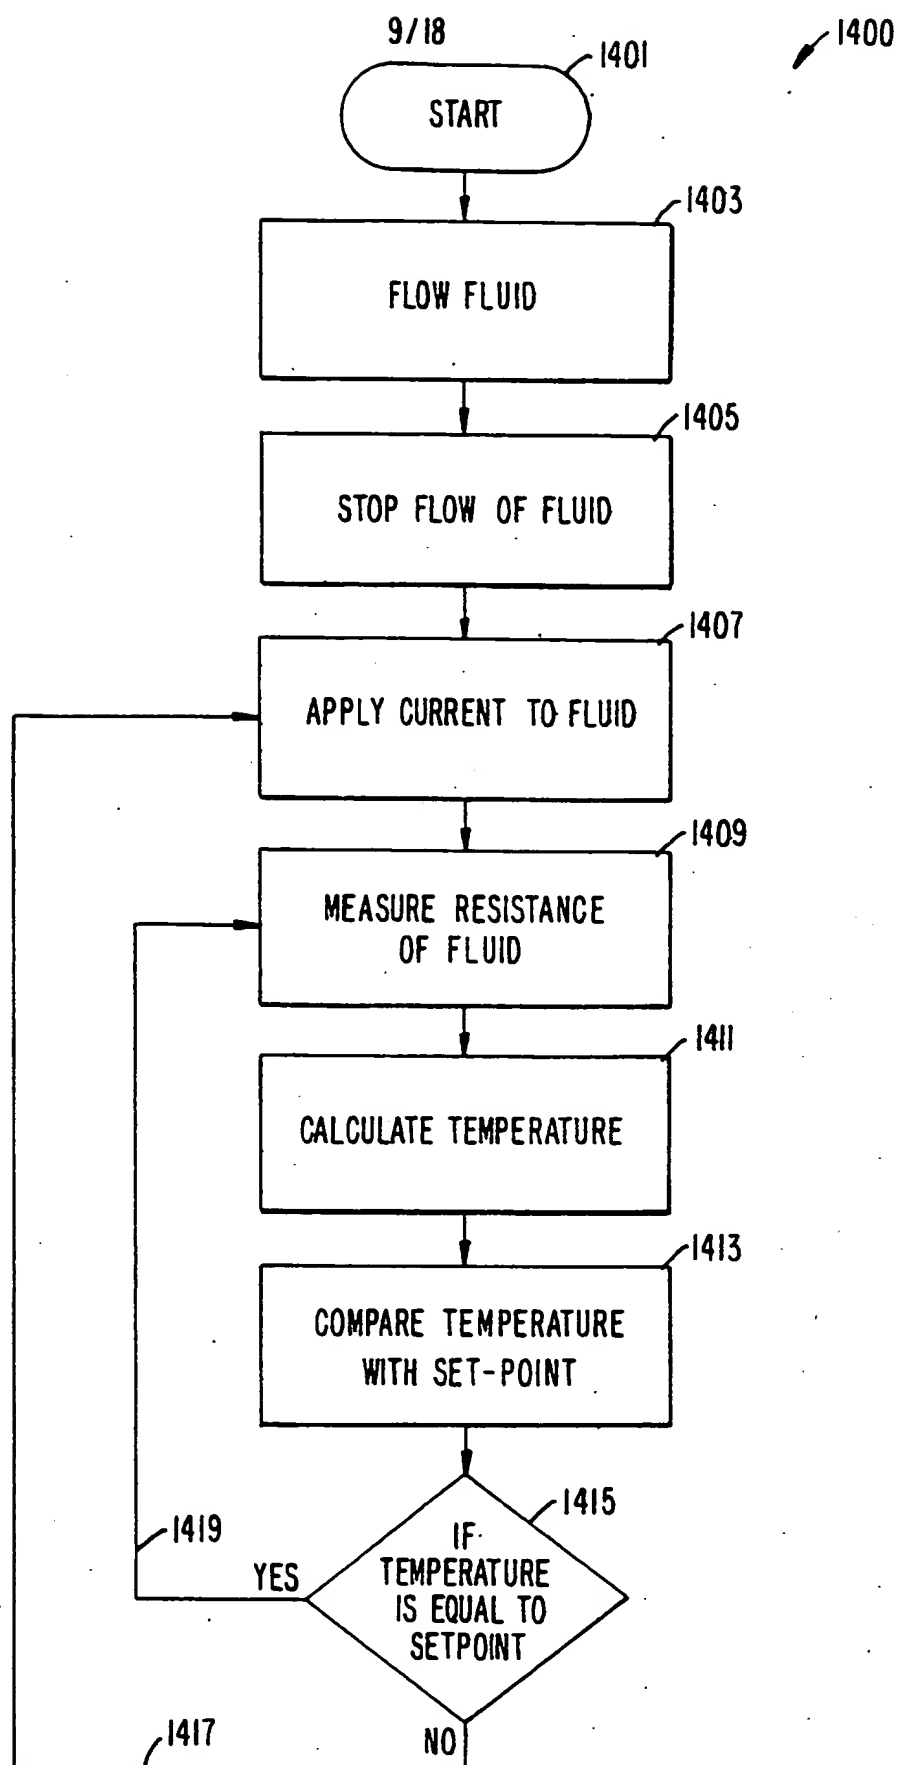 9/18
1400
1401
START
1403
FLOW FLUID
1405
STOP FLOW OF FLUID
1407
APPLY CURRENT TO FLUID
1409
MEASURE RESISTANCE
OF FLUID
1411
CALCULATE TEMPERATURE
1413
COMPARE TEMPERATURE
WITH SET-POINT
1415
IF
TEMPERATURE
IS EQUAL TO
SETPOINT
1419
YES
NO
1417